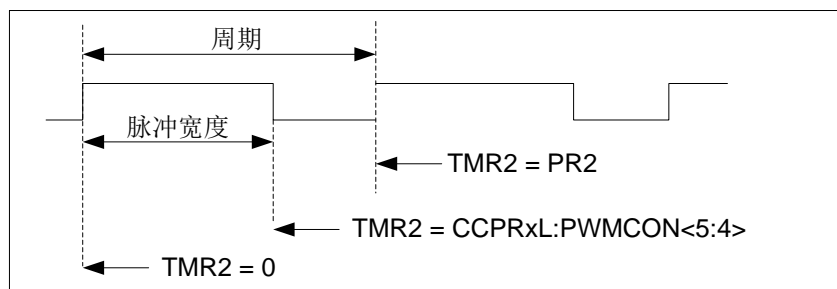 周期
脉冲宽度
TMR2 = PR2
TMR2 = CCPRxL:PWMCON<5:4>
TMR2 = 0